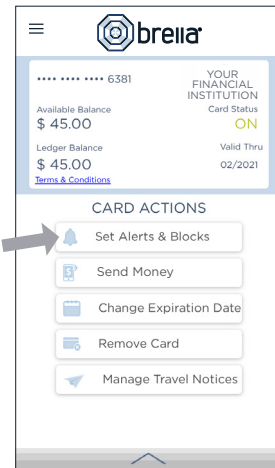 brella
•••• •••• •••• 6381
YOUR
FINANCIAL
INSTITUTION
Available Balance
Card Status
$ 45.00
ON
Ledger Balance
Valid Thru
$ 45.00
02/2021
Terms & Conditions
CARD ACTIONS
Set Alerts & Blocks
Send Money
Change Expiration Date
Remove Card
Manage Travel Notices